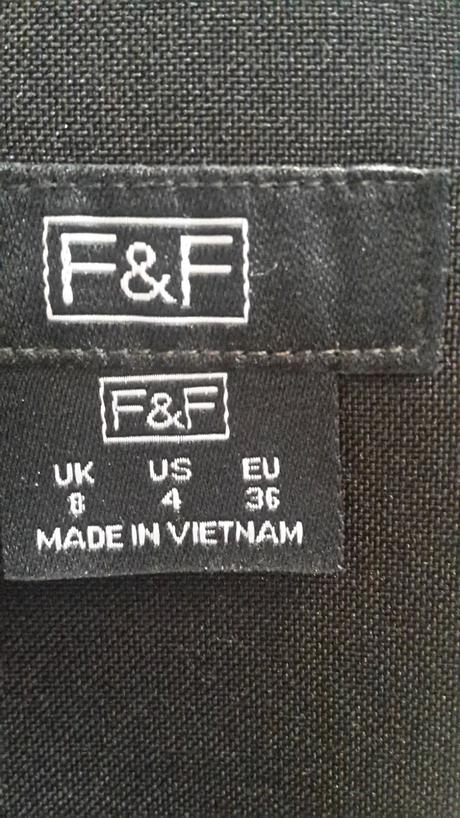 F&F
F&F
UK US EU
8 4 36
MADE IN VIETNAM